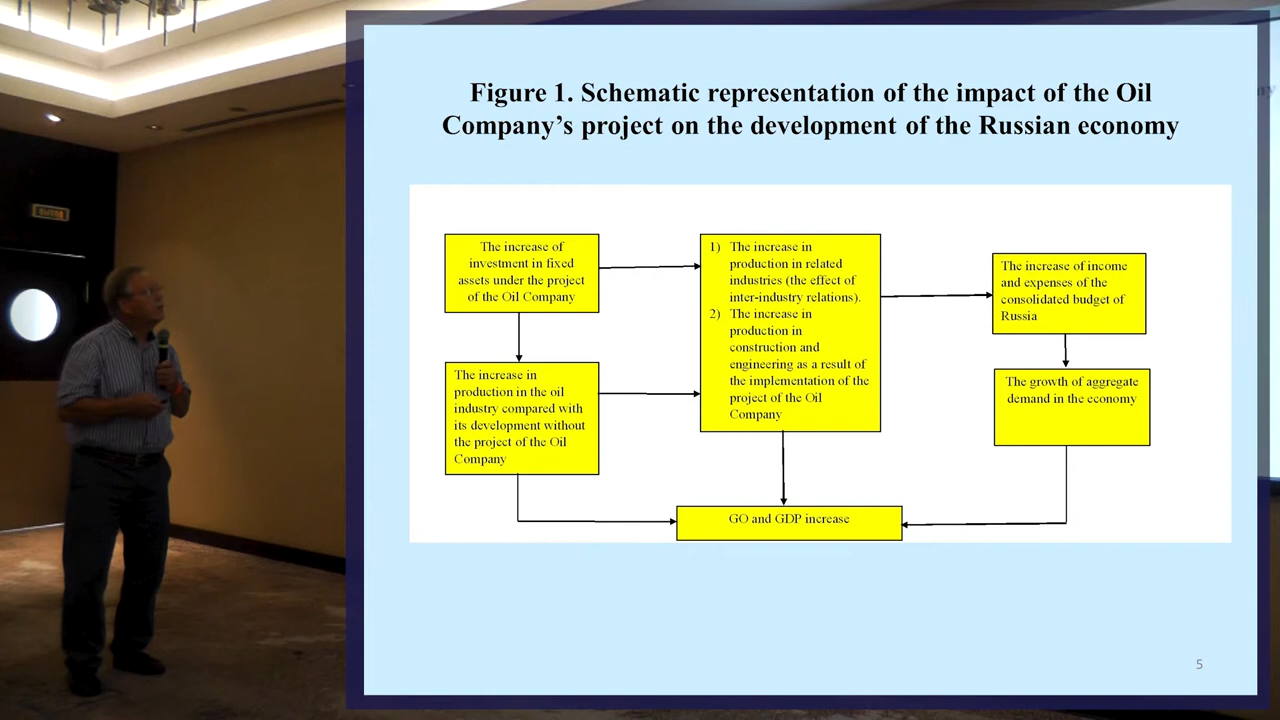 Figure 1. Schematic representation of the impact of the Oil
Company’s project on the development of the Russian economy
The increase of
investment in fixed
assets under the project
of the Oil Company
The increase in
production in the oil
industry compared with
its development without
the project of the Oil
Company
1) The increase in
production in related
industries (the effect of
inter-industry relations).
2) The increase in
production in
construction and
engineering as a result of
the implementation of the
project of the Oil
Company
The increase of income
and expenses of the
consolidated budget of
Russia
The growth of aggregate
demand in the economy
GO and GDP increase
5